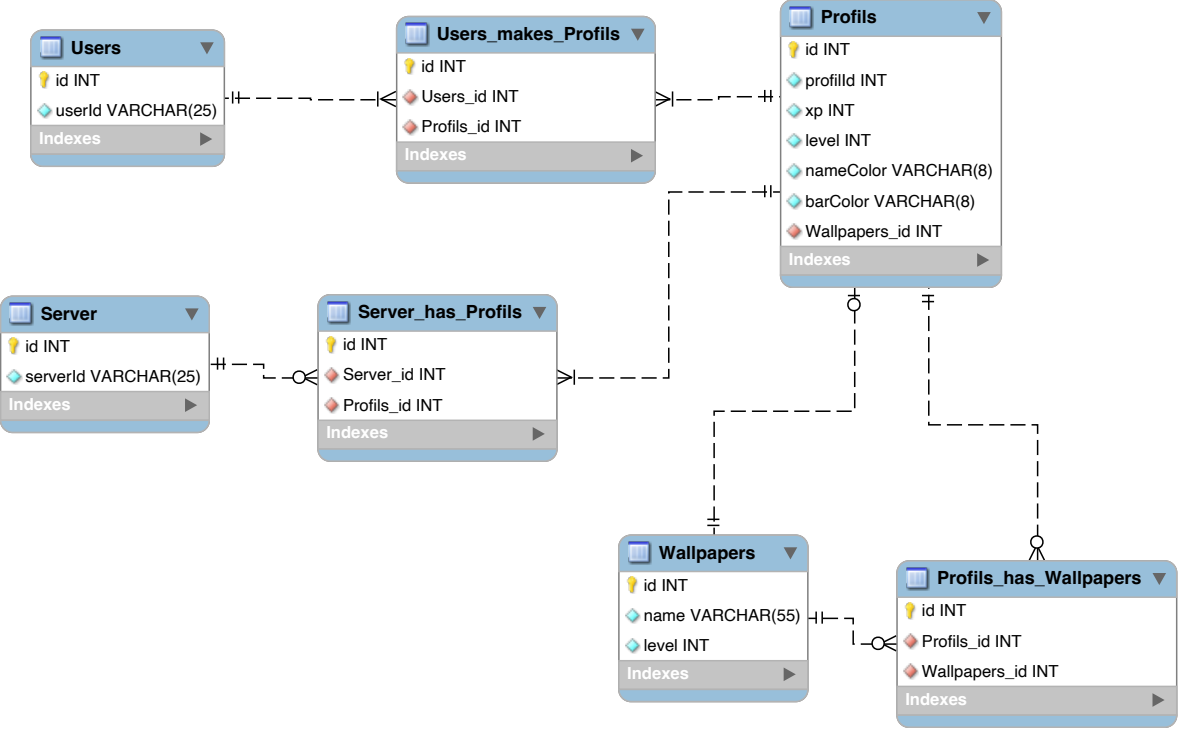 Users
id INT
userId VARCHAR(25)
Indexes
Users_makes_Profils
id INT
Users_id INT
Profils_id INT
Indexes
Profils
id INT
profilId INT
xp INT
level INT
nameColor VARCHAR(8)
barColor VARCHAR(8)
Wallpapers_id INT
Indexes
Server
id INT
serverId VARCHAR(25)
Indexes
Server_has_Profils
id INT
Server_id INT
Profils_id INT
Indexes
Wallpapers
id INT
name VARCHAR(55)
level INT
Indexes
Profils_has_Wallpapers
id INT
Profils_id INT
Wallpapers_id INT
Indexes